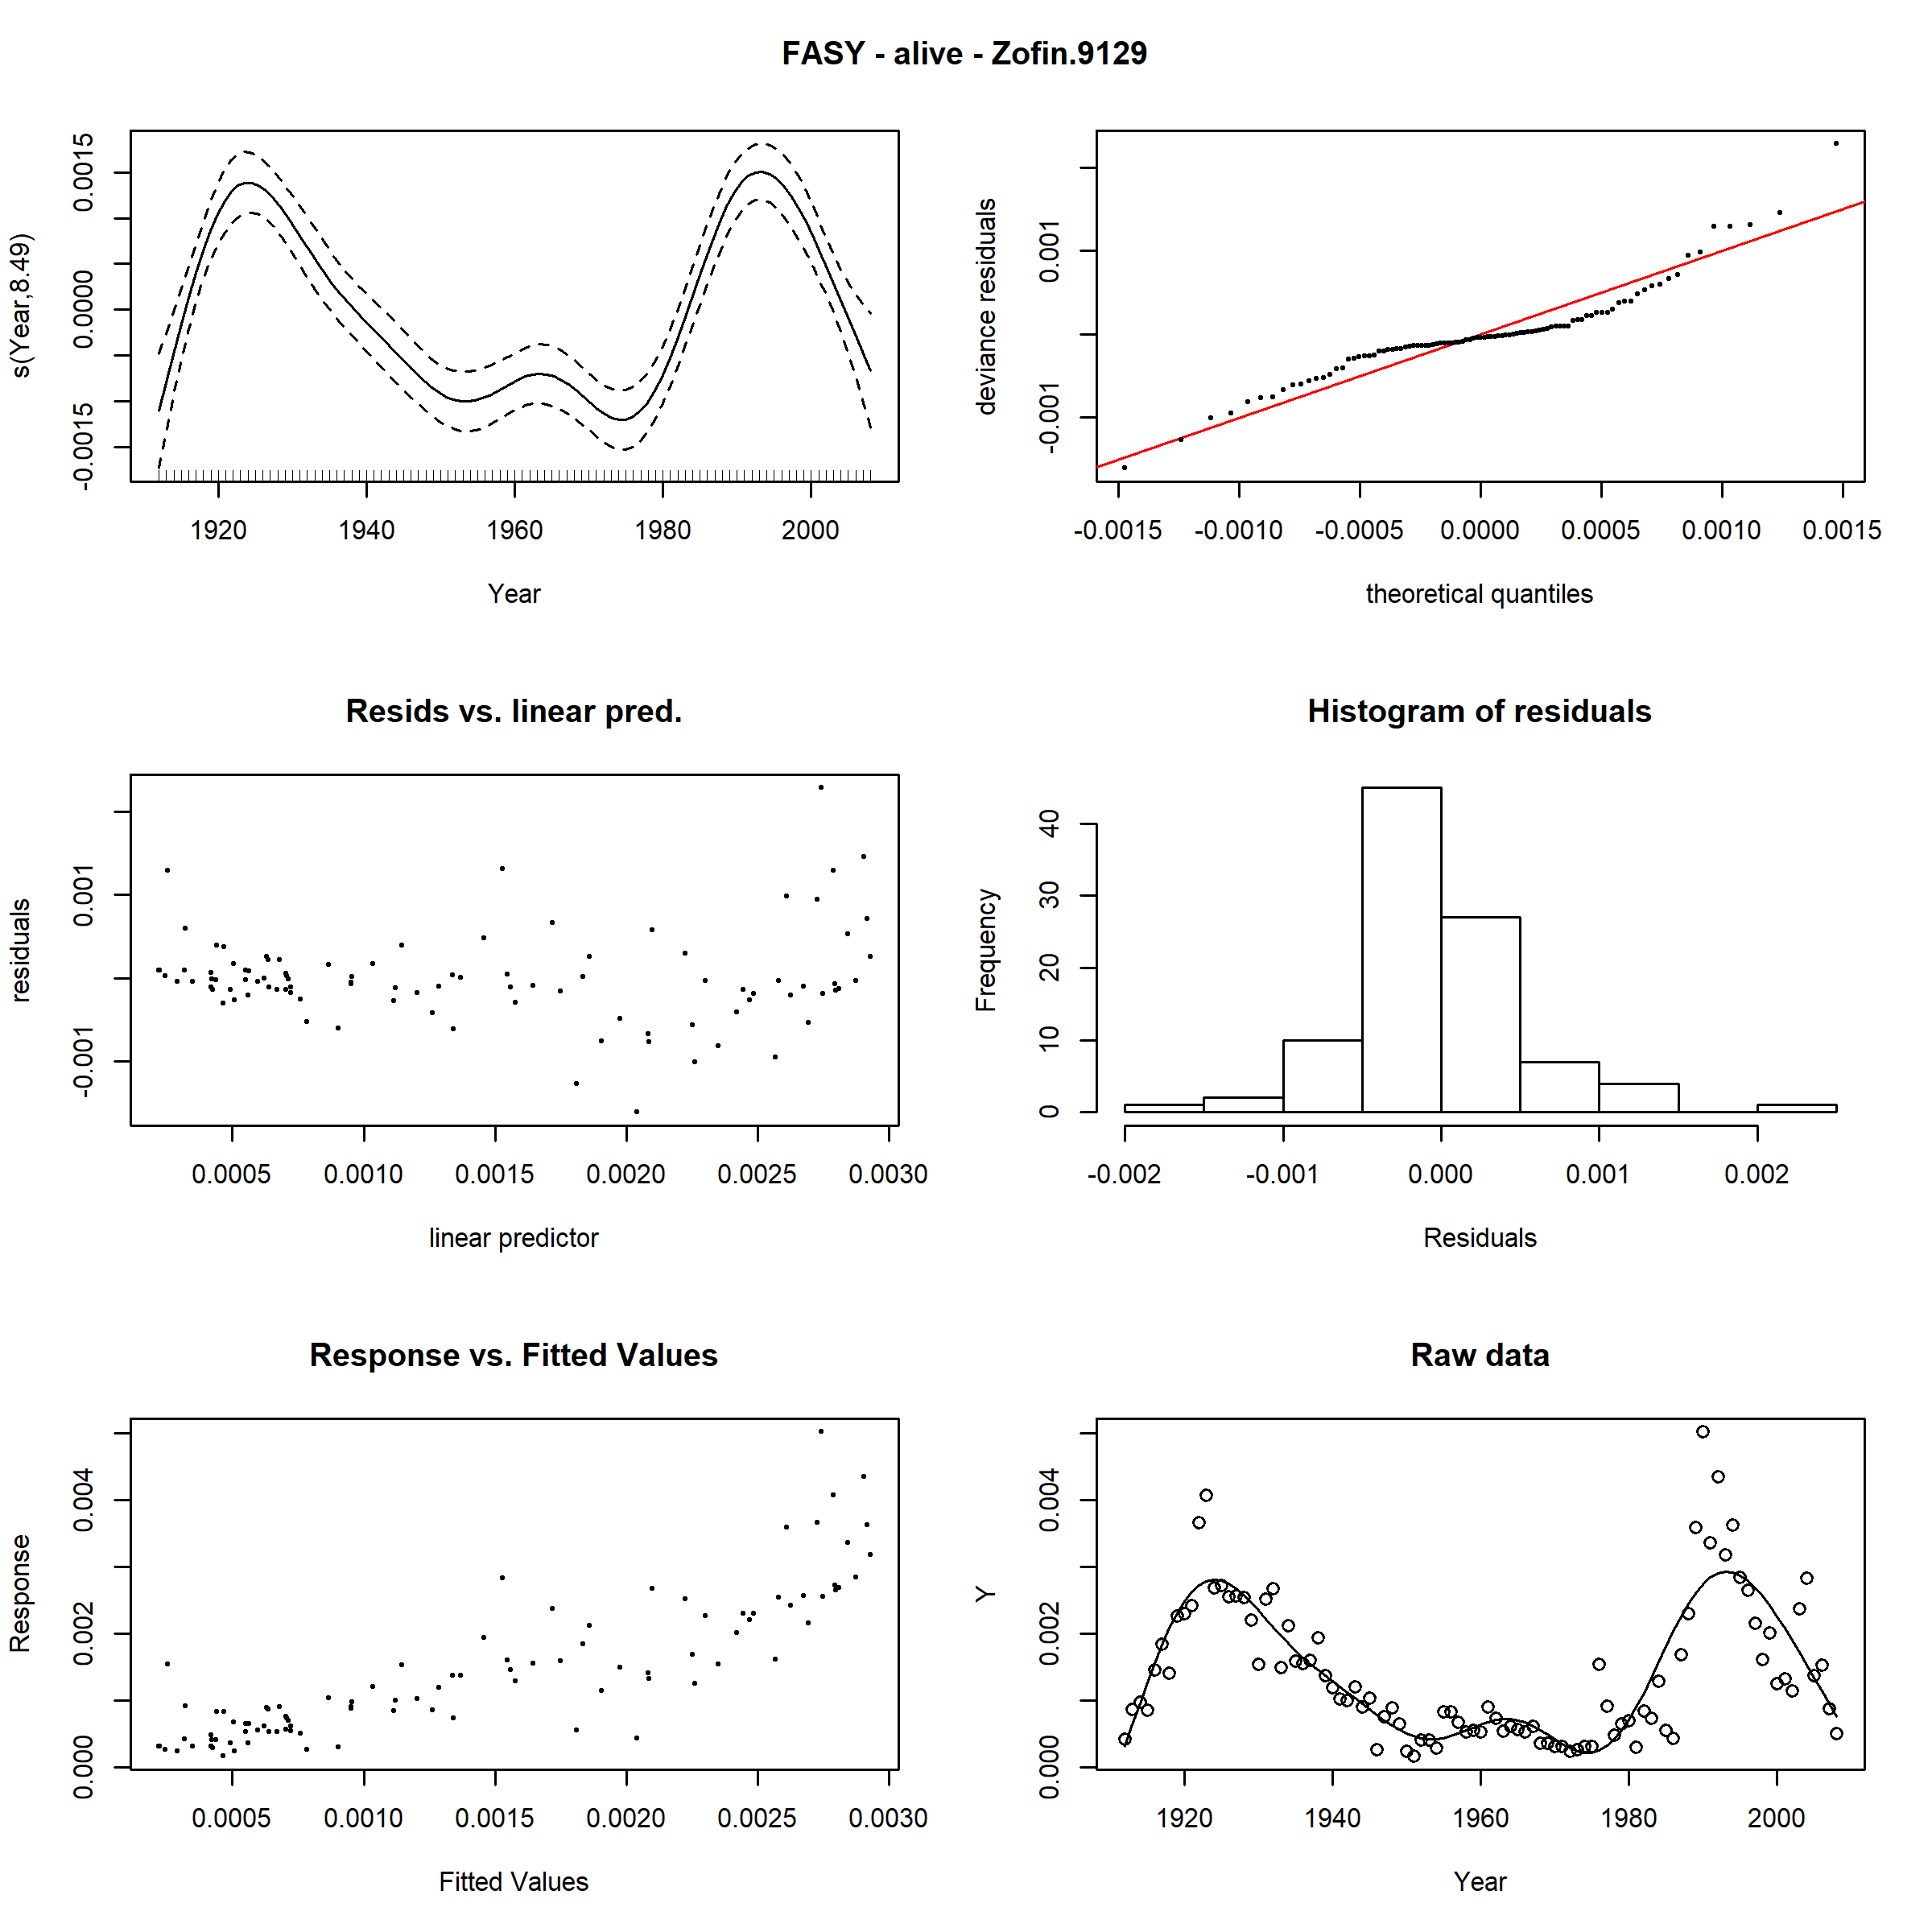 FASY - alive - Zofin.9129
s(Year,8.49)
-0.0015 0.0000 0.0015
1920 1940 1960 1980 2000
Year
deviance residuals
-0.001 0.001
-0.0015 -0.0010 -0.0005 0.0000 0.0005 0.0010 0.0015
theoretical quantiles
Resids vs. linear pred.
residuals
-0.001 0.001
0.0005 0.0010 0.0015 0.0020 0.0025 0.0030
linear predictor
Histogram of residuals
Frequency
0 10 20 30 40
-0.002 -0.001 0.000 0.001 0.002
Residuals
Response vs. Fitted Values
Response
0.000 0.002 0.004
0.0005 0.0010 0.0015 0.0020 0.0025 0.0030
Fitted Values
Raw data
Y
0.000 0.002 0.004
1920 1940 1960 1980 2000
Year